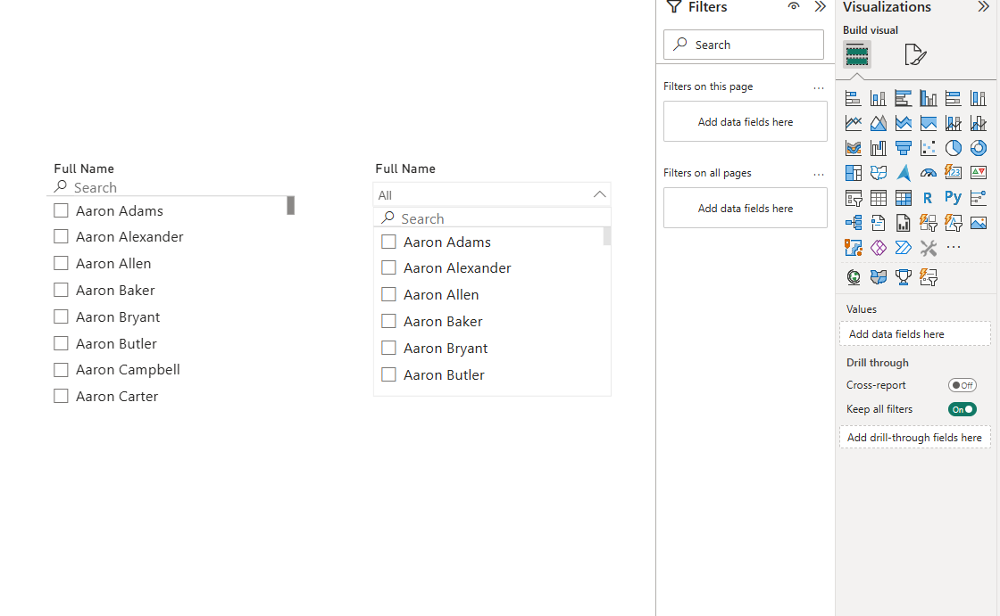 Full Name
Search
Aaron Adams
Aaron Alexander
Aaron Allen
Aaron Baker
Aaron Bryant
Aaron Butler
Aaron Campbell
Aaron Carter
Full Name
All
Search
Aaron Adams
Aaron Alexander
Aaron Allen
Aaron Baker
Aaron Bryant
Aaron Butler
Filters
Search
Filters on this page
...
Add data fields here
Filters on all pages
...
Add data fields here
Visualizations
Build visual
123
R
Py
...
Values
Add data fields here
Drill through
Cross-report
Off
Keep all filters
On
Add drill-through fields here